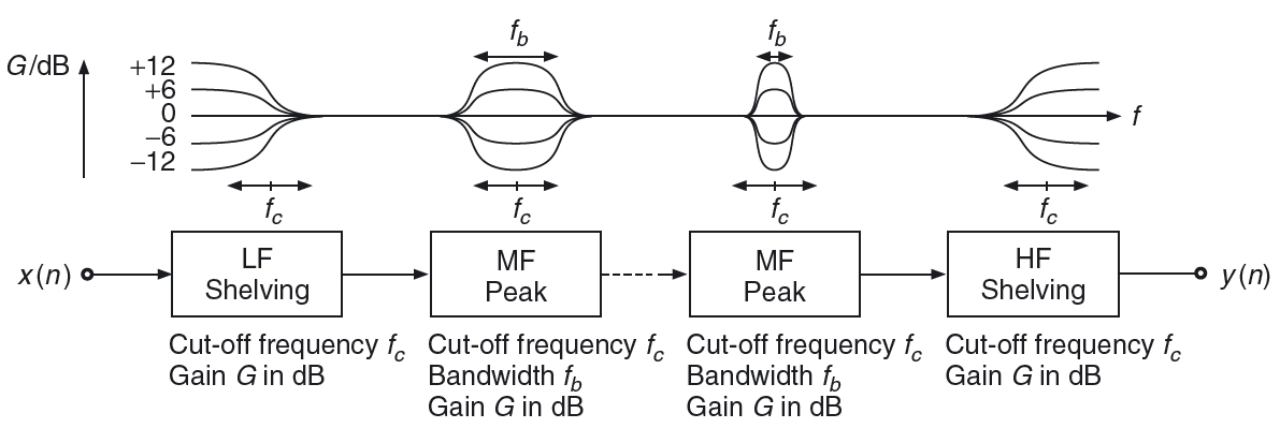 f_b f_b
G/dB
+12
+6
0
−6
−12
f
f_c f_c f_c f_c
x(n) LF Shelving MF Peak MF Peak HF Shelving y(n)
Cut-off frequency f_c
Gain G in dB
Cut-off frequency f_c
Bandwidth f_b
Gain G in dB
Cut-off frequency f_c
Bandwidth f_b
Gain G in dB
Cut-off frequency f_c
Gain G in dB